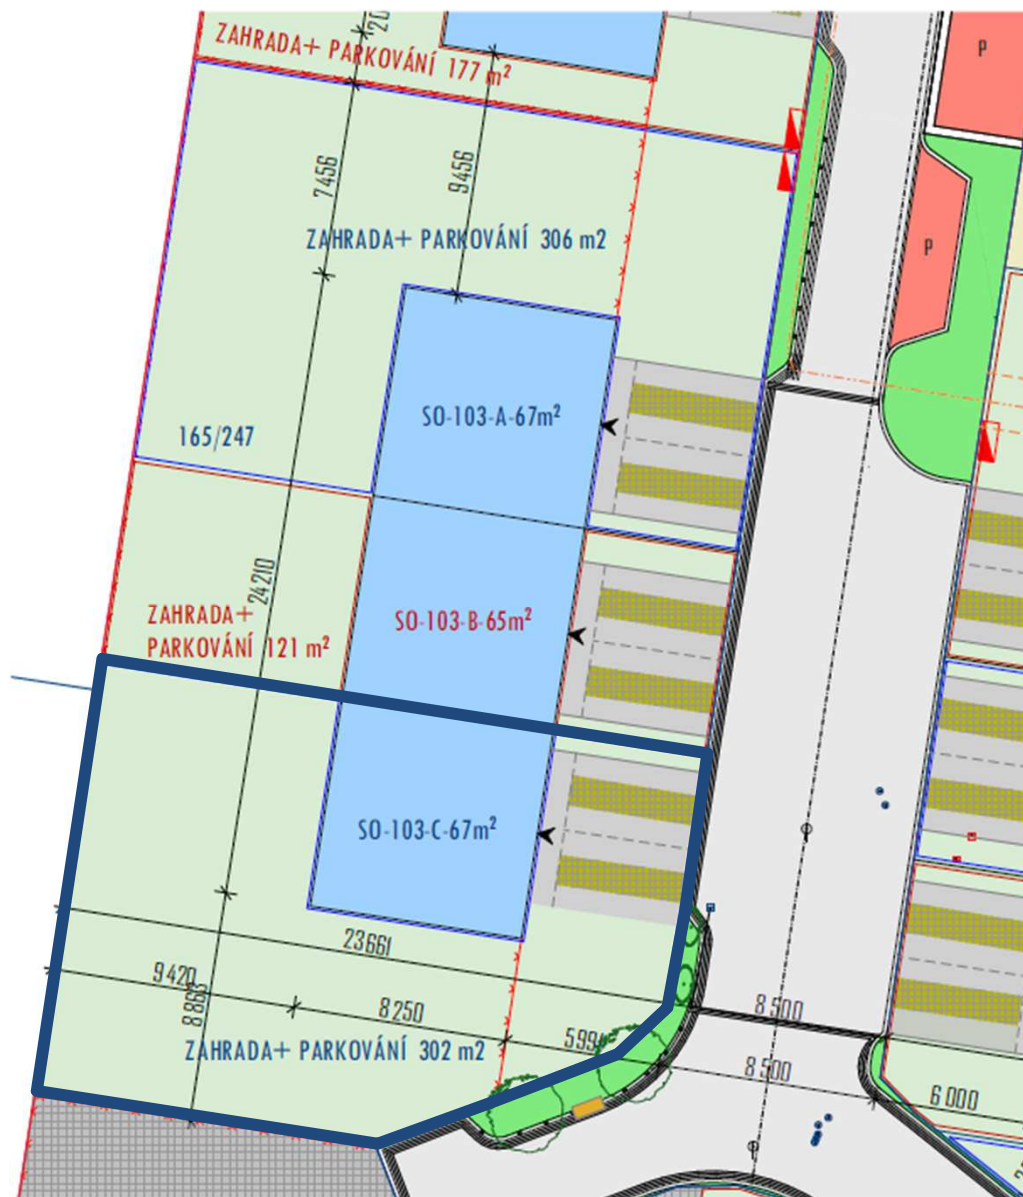 ZAHRADA+ PARKOVÁNÍ 177 m²
P
7456
9456
ZAHRADA+ PARKOVÁNÍ 306 m2
P
SO-103-A-67m²
165/247
24210
ZAHRADA+
PARKOVÁNÍ 121 m²
SO-103-B-65m²
SO-103-C-67m²
23661
9420
8863
8250
599
8500
ZAHRADA+ PARKOVÁNÍ 302 m2
8500
6000